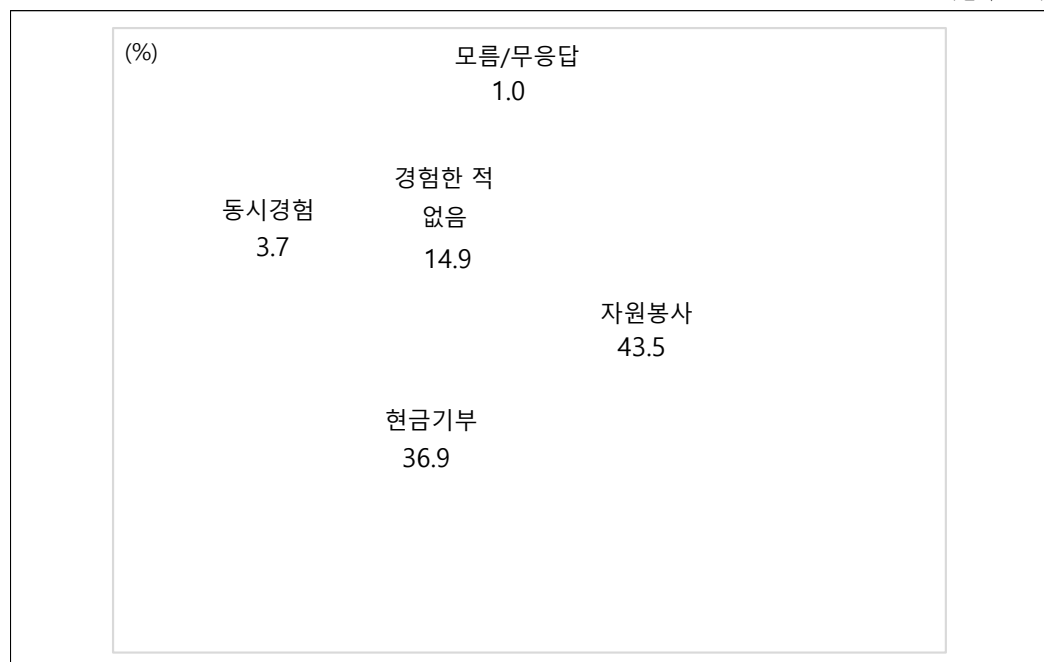 (%)
모름/무응답
1.0
경험한 적
없음
14.9
동시경험
3.7
자원봉사
43.5
현금기부
36.9